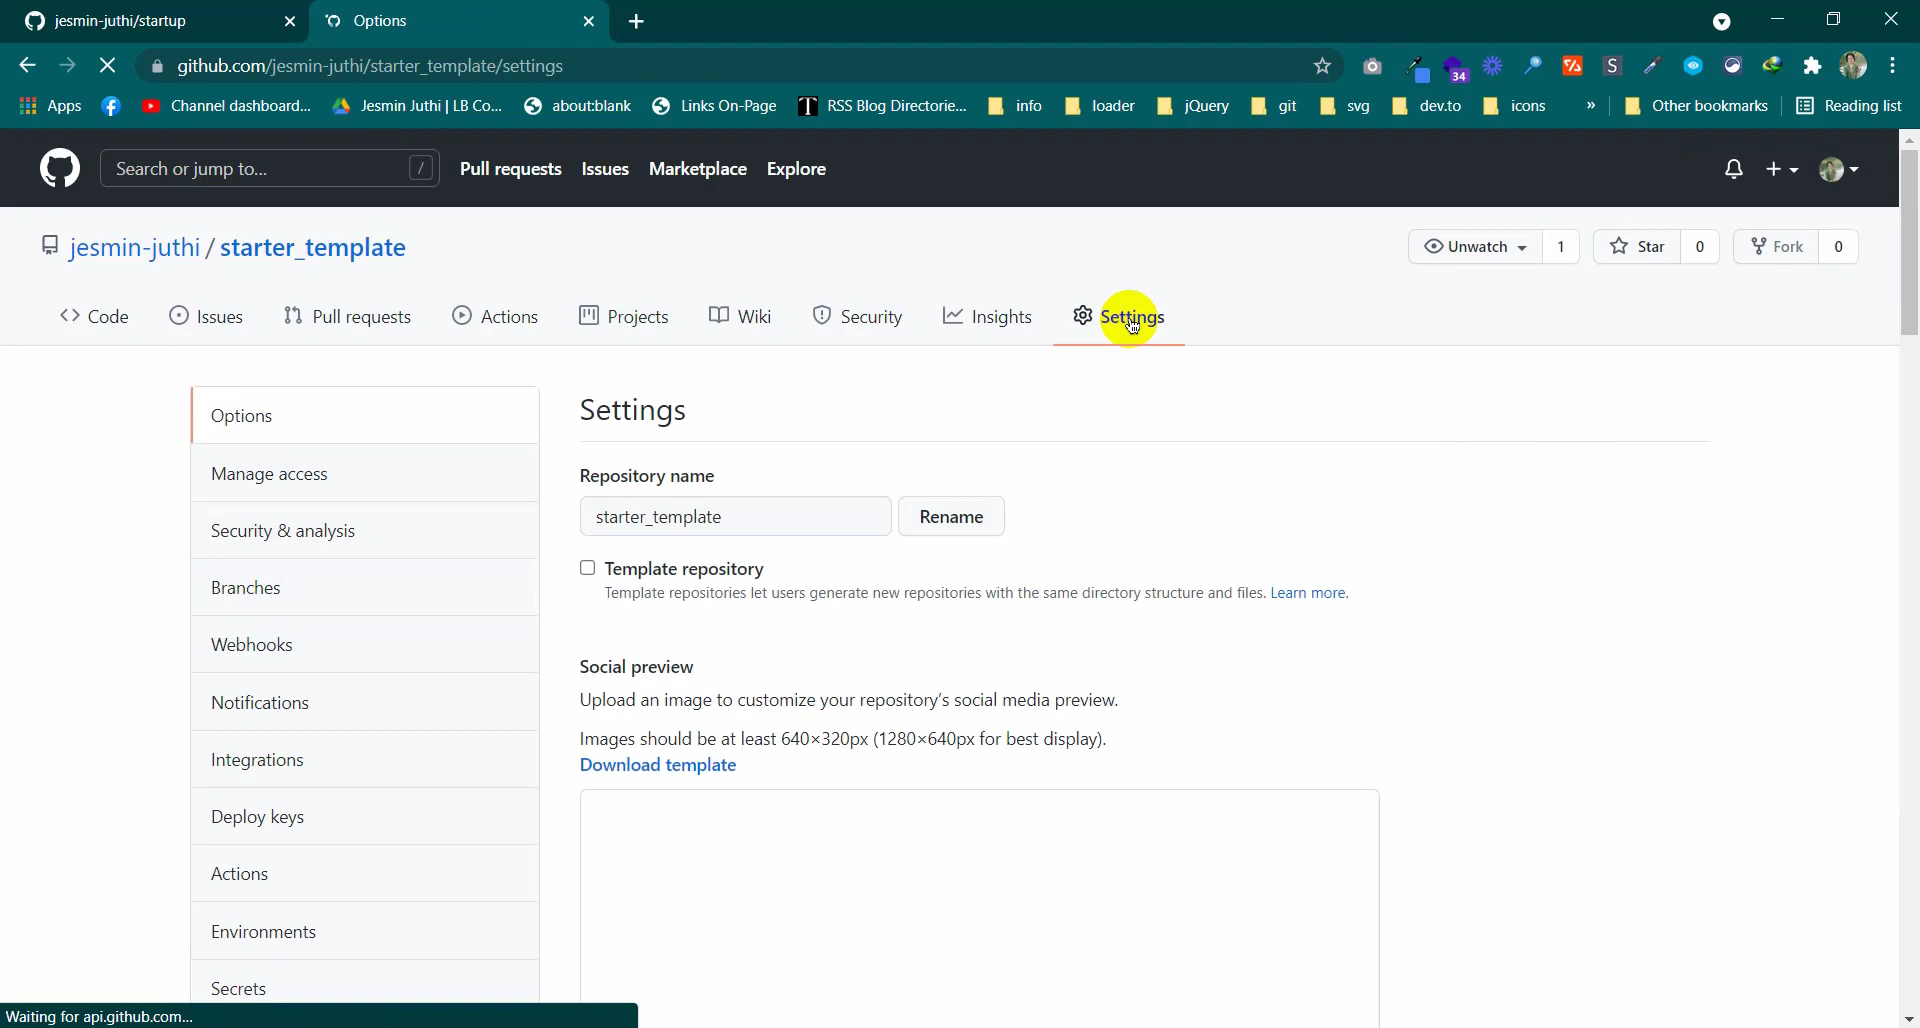 jesmin-juthi/startup
Options
github.com/jesmin-juthi/starter_template/settings
34
S
Apps
Channel dashboard...
Jesmin Juthi | LB Co...
about:blank
Links On-Page
T
RSS Blog Directorie...
info
loader
jQuery
git
svg
dev.to
icons
»
Other bookmarks
Reading list
Search or jump to...
/
Pull requests
Issues
Marketplace
Explore
jesmin-juthi / starter_template
Unwatch
1
Star
0
Fork
0
Code
Issues
Pull requests
Actions
Projects
Wiki
Security
Insights
Settings
Options
Manage access
Security & analysis
Branches
Webhooks
Notifications
Integrations
Deploy keys
Actions
Environments
Secrets
Settings
Repository name
starter_template
Rename
Template repository
Template repositories let users generate new repositories with the same directory structure and files. Learn more.
Social preview
Upload an image to customize your repository's social media preview.
Images should be at least 640×320px (1280×640px for best display).
Download template
Waiting for api.github.com...